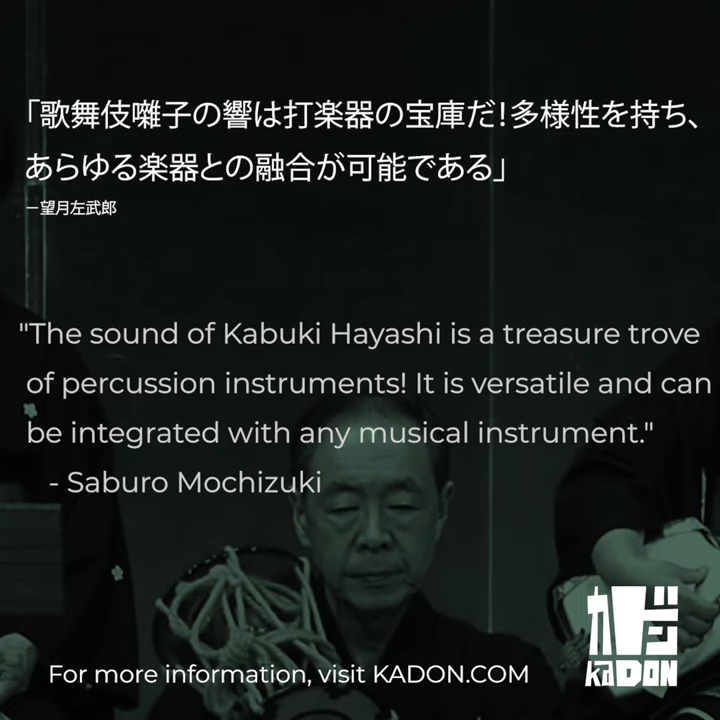 「歌舞伎囃子の響は打楽器の宝庫だ!多様性を持ち、
あらゆる楽器との融合が可能である」
－望月左武郎
"The sound of Kabuki Hayashi is a treasure trove
of percussion instruments! It is versatile and can
be integrated with any musical instrument."
- Saburo Mochizuki
カドン
KaDON
For more information, visit KADON.COM